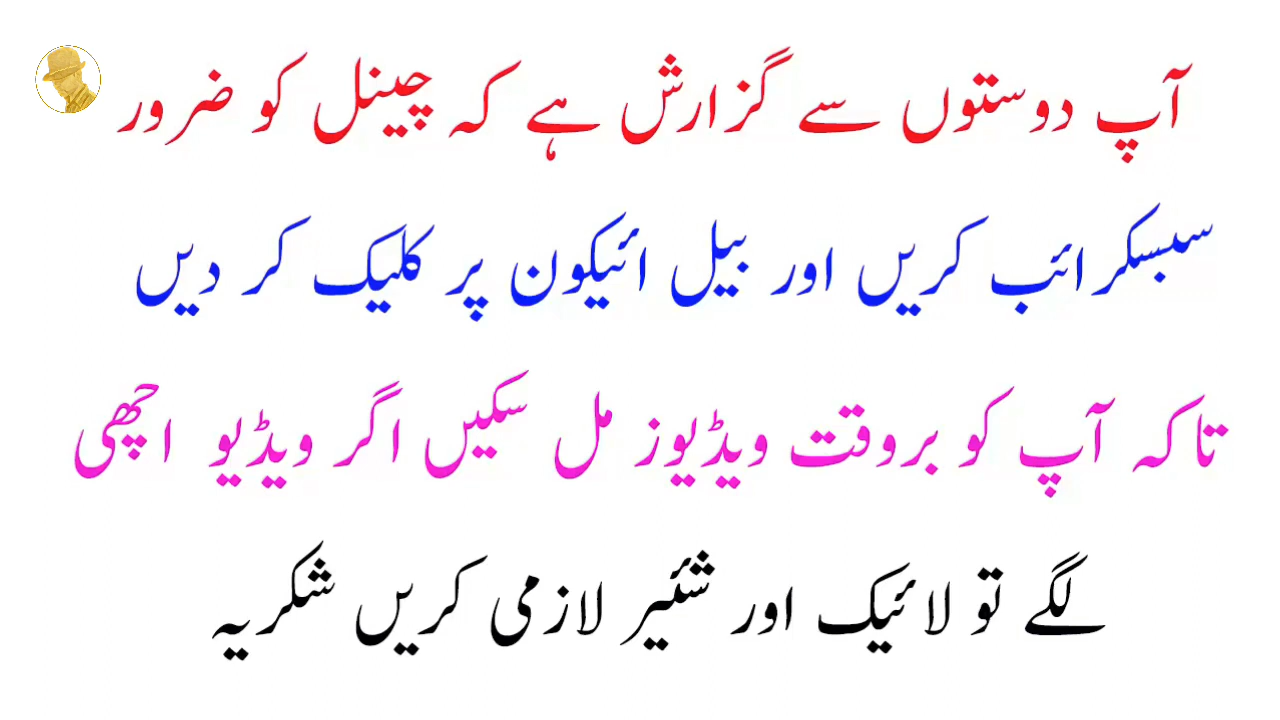 آپ دوستوں سے گزارش ہے کہ چینل کو ضرور
سبسکرائب کریں اور بیل ائیکون پر کلیک کر دیں
تاکہ آپ کو بروقت ویڈیوز مل سکیں اگر ویڈیو اچھی
لگے تو لائیک اور شئیر لازمی کریں شکریہ